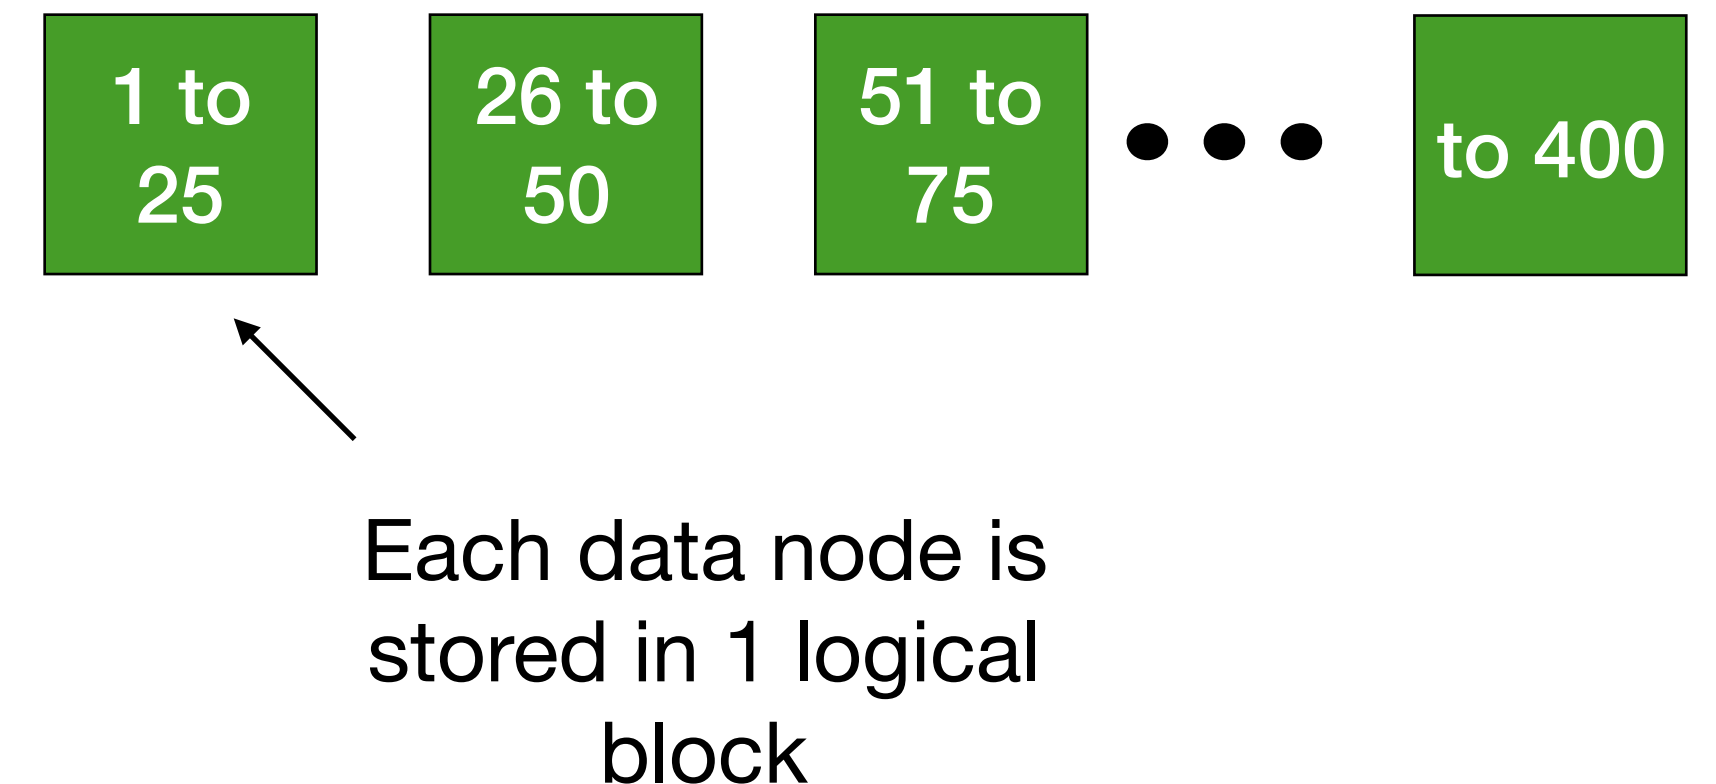 1 to
25
26 to
50
51 to
75
to 400
Each data node is
stored in 1 logical
block